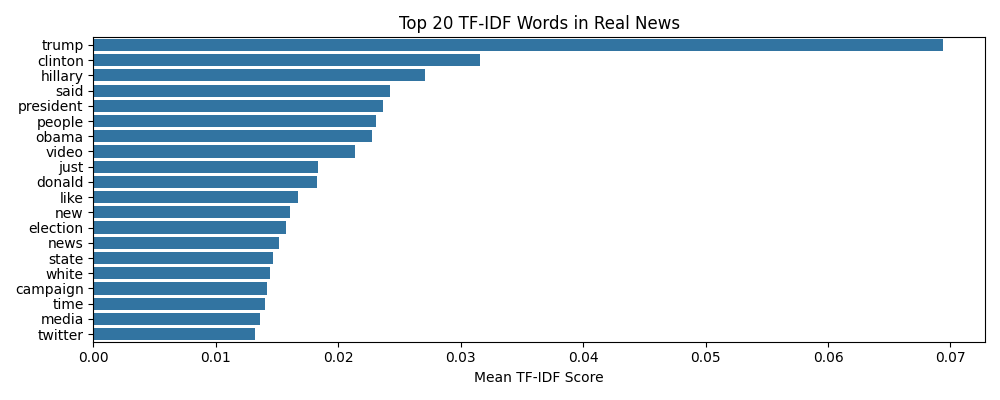 Top 20 TF-IDF Words in Real News
trump
clinton
hillary
said
president
people
obama
video
just
donald
like
new
election
news
state
white
campaign
time
media
twitter
0.00 0.01 0.02 0.03 0.04 0.05 0.06 0.07
Mean TF-IDF Score